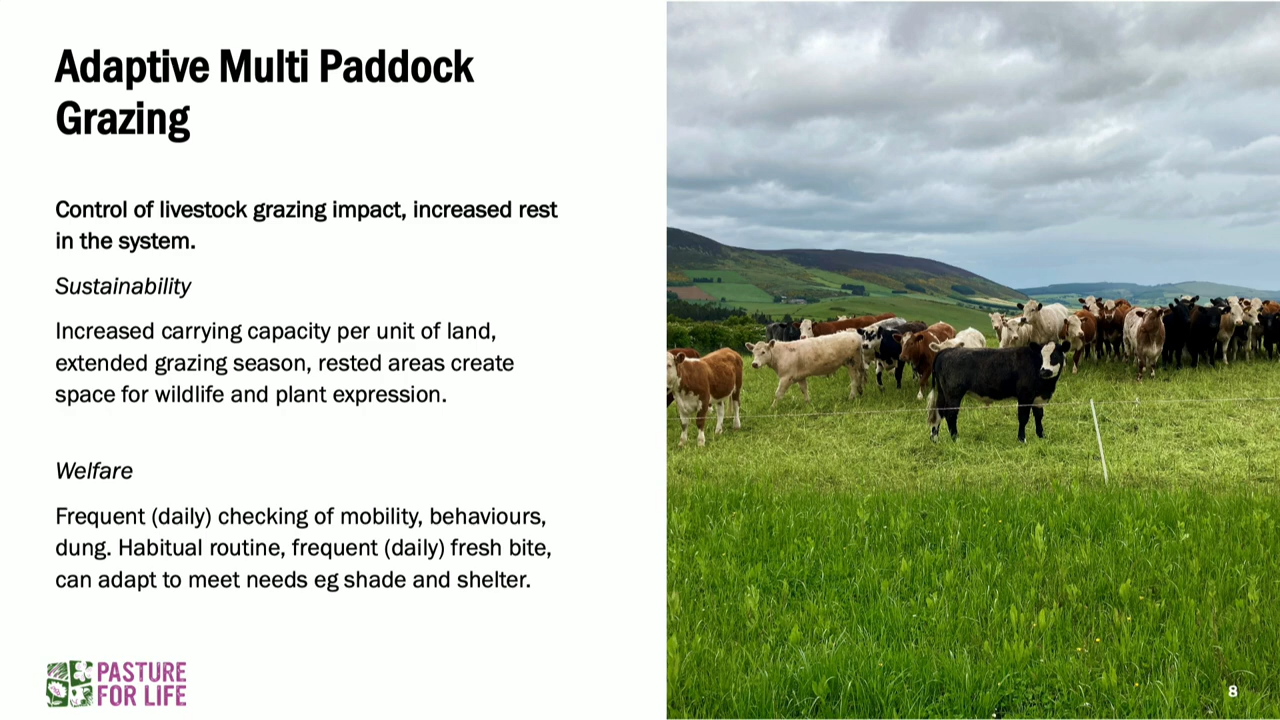 Adaptive Multi Paddock
Grazing
Control of livestock grazing impact, increased rest
in the system.
Sustainability
Increased carrying capacity per unit of land,
extended grazing season, rested areas create
space for wildlife and plant expression.
Welfare
Frequent (daily) checking of mobility, behaviours,
dung. Habitual routine, frequent (daily) fresh bite,
can adapt to meet needs eg shade and shelter.
PASTURE
FOR LIFE
8